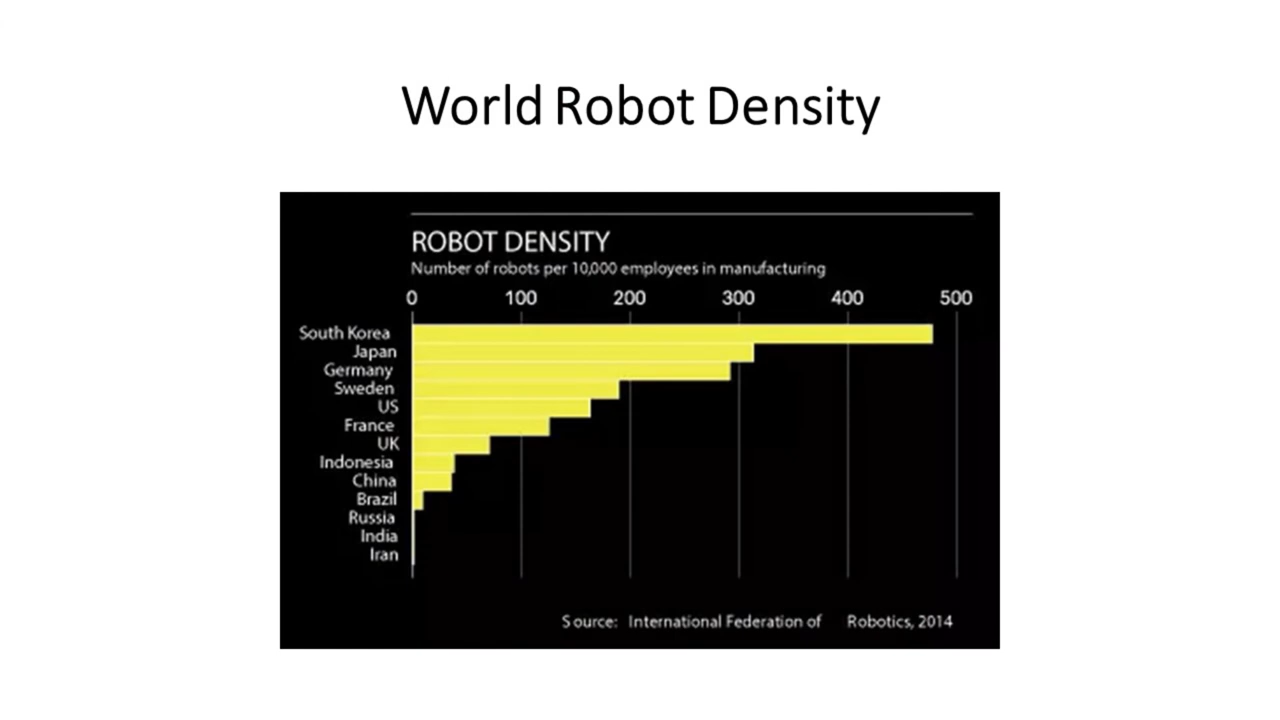 World Robot Density
ROBOT DENSITY
Number of robots per 10,000 employees in manufacturing
0 100 200 300 400 500
South Korea
Japan
Germany
Sweden
US
France
UK
Indonesia
China
Brazil
Russia
India
Iran
Source: International Federation of Robotics, 2014